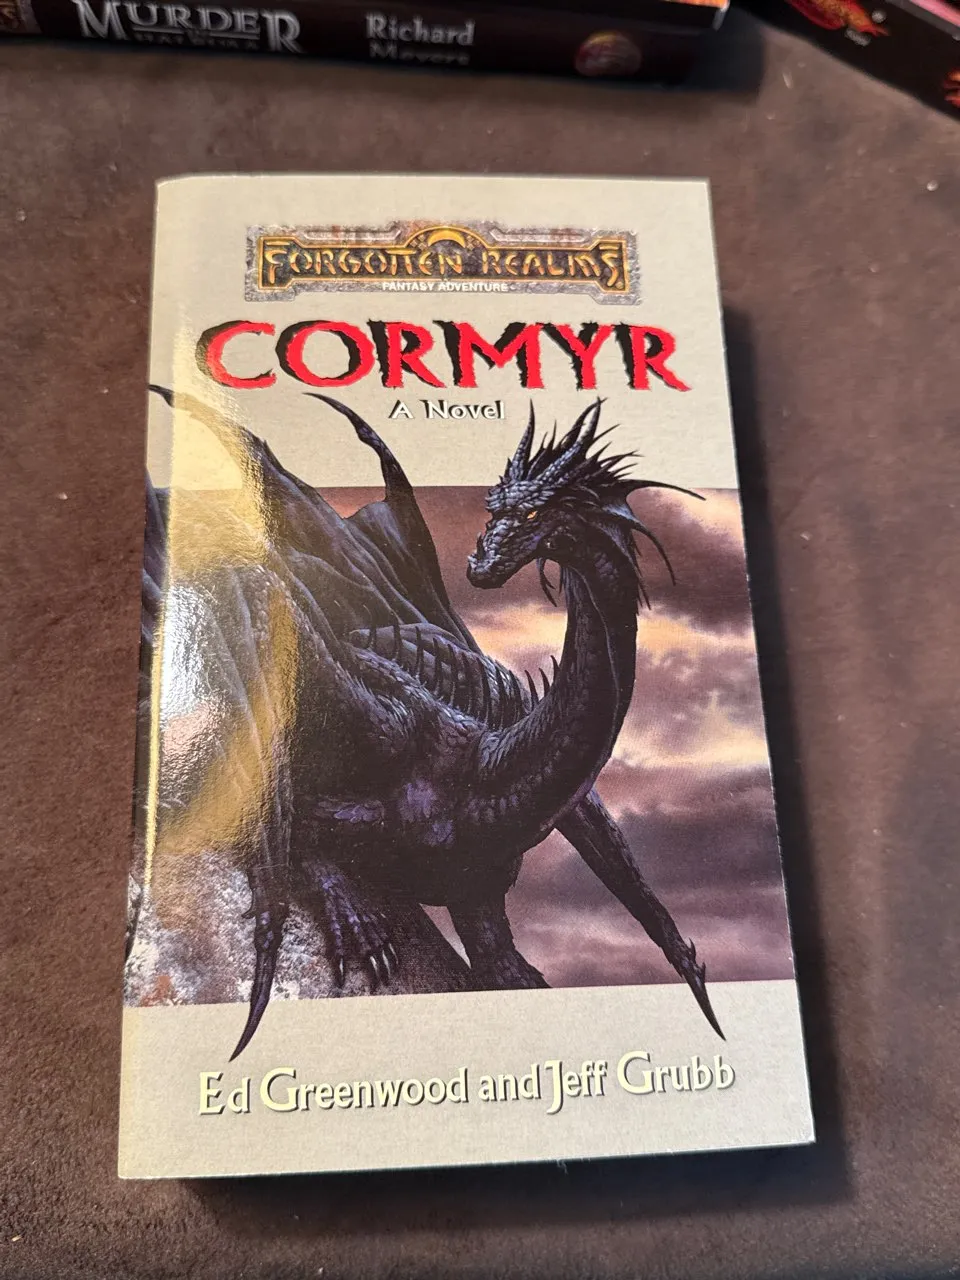 MURDER
Richard
FORGOTTEN REALMS
FANTASY ADVENTURE
CORMYR
A Novel
Ed Greenwood and Jeff Grubb